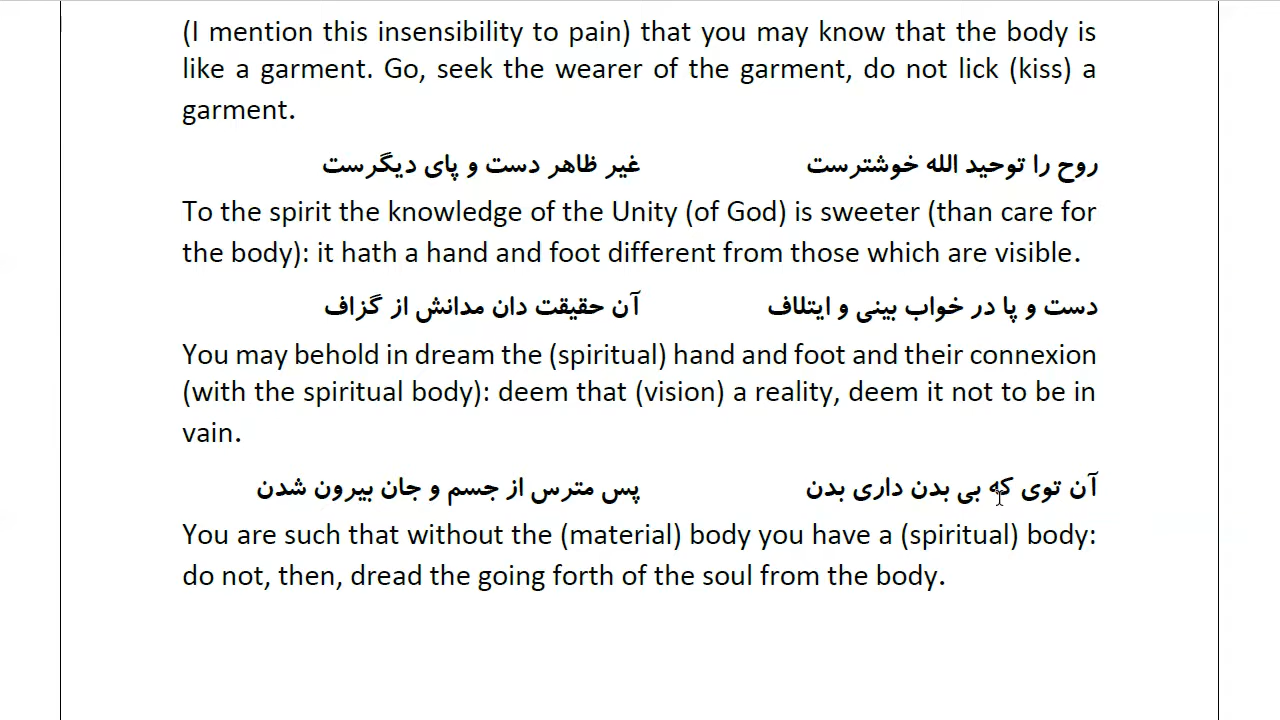 (I mention this insensibility to pain) that you may know that the body is
like a garment. Go, seek the wearer of the garment, do not lick (kiss) a
garment.
روح را توحید الله خوشترست غیر ظاهر دست و پای دیگرست
To the spirit the knowledge of the Unity (of God) is sweeter (than care for
the body): it hath a hand and foot different from those which are visible.
دست و پا در خواب بینی و ایتلاف آن حقیقت دان مدانش از گزاف
You may behold in dream the (spiritual) hand and foot and their connexion
(with the spiritual body): deem that (vision) a reality, deem it not to be in
vain.
آن توی که بی بدن داری بدن پس مترس از جسم و جان بیرون شدن
You are such that without the (material) body you have a (spiritual) body:
do not, then, dread the going forth of the soul from the body.